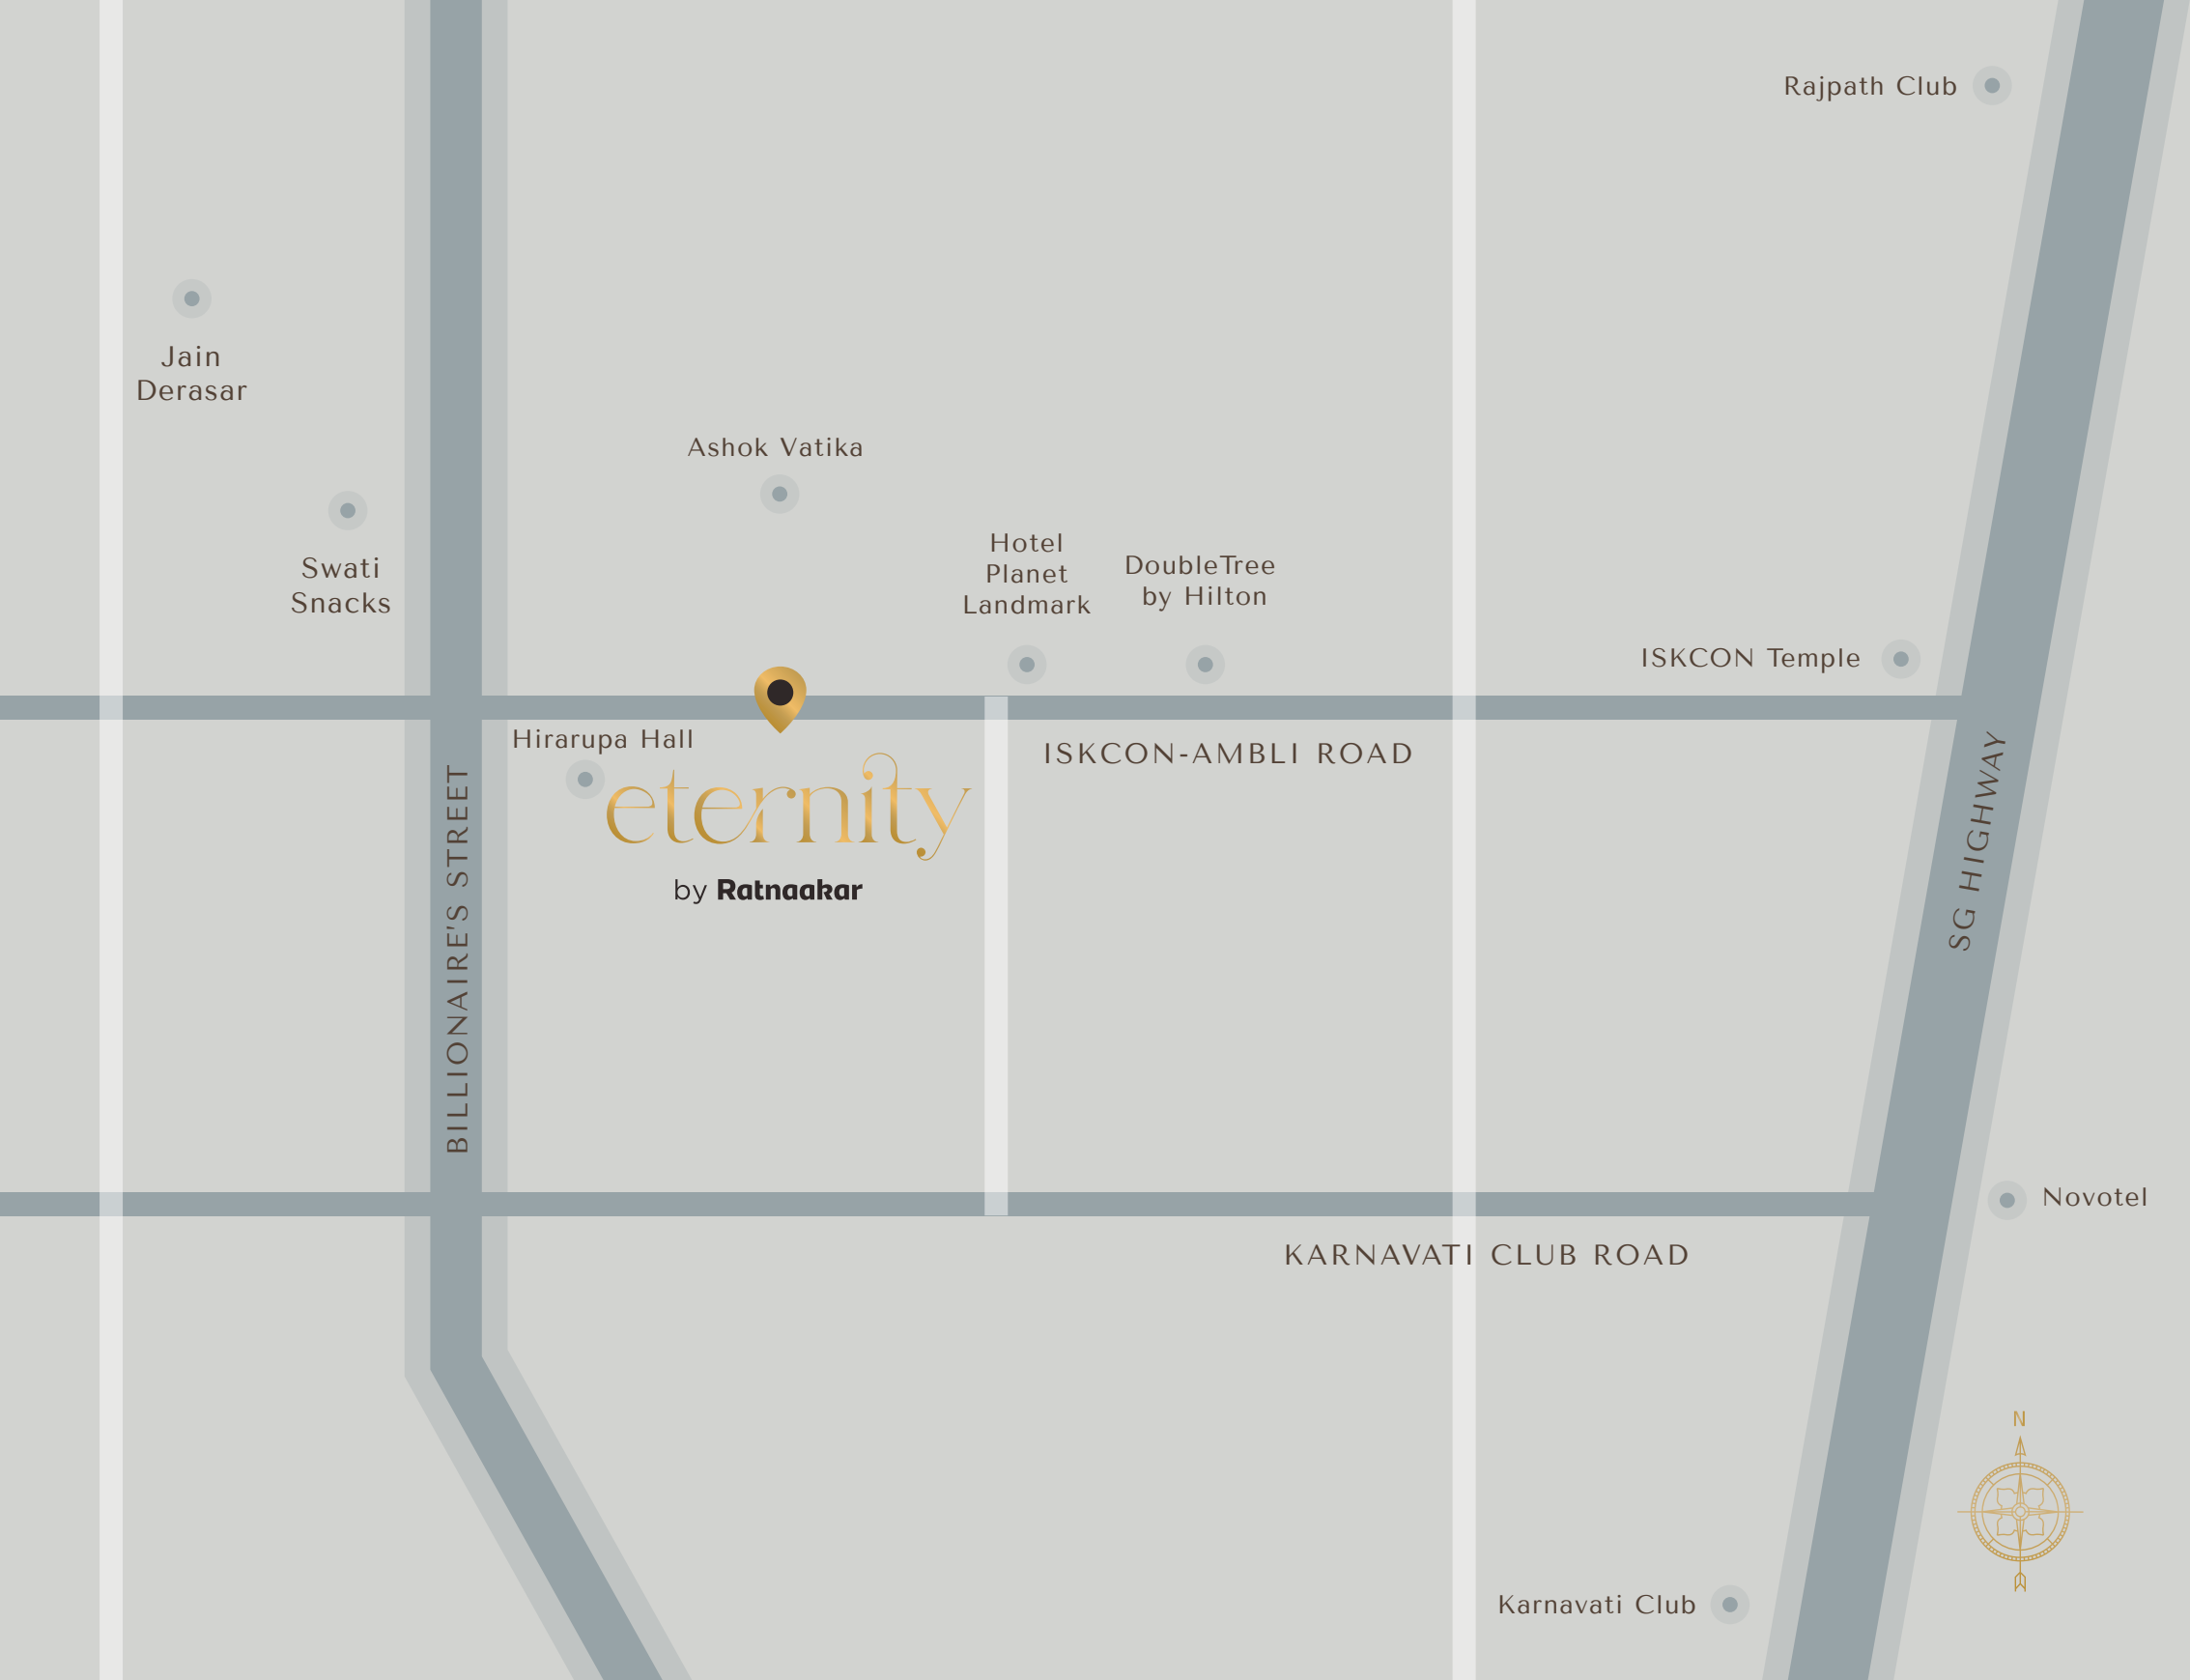 Rajpath Club
Jain
Derasar
Ashok Vatika
Swati
Snacks
Hotel
Planet
Landmark
DoubleTree
by Hilton
ISKCON Temple
Hirarupa Hall
ISKCON-AMBLI ROAD
eternity
by Ratnaakar
BILLIONAIRE'S STREET
SG HIGHWAY
Novotel
KARNAVATI CLUB ROAD
N
Karnavati Club